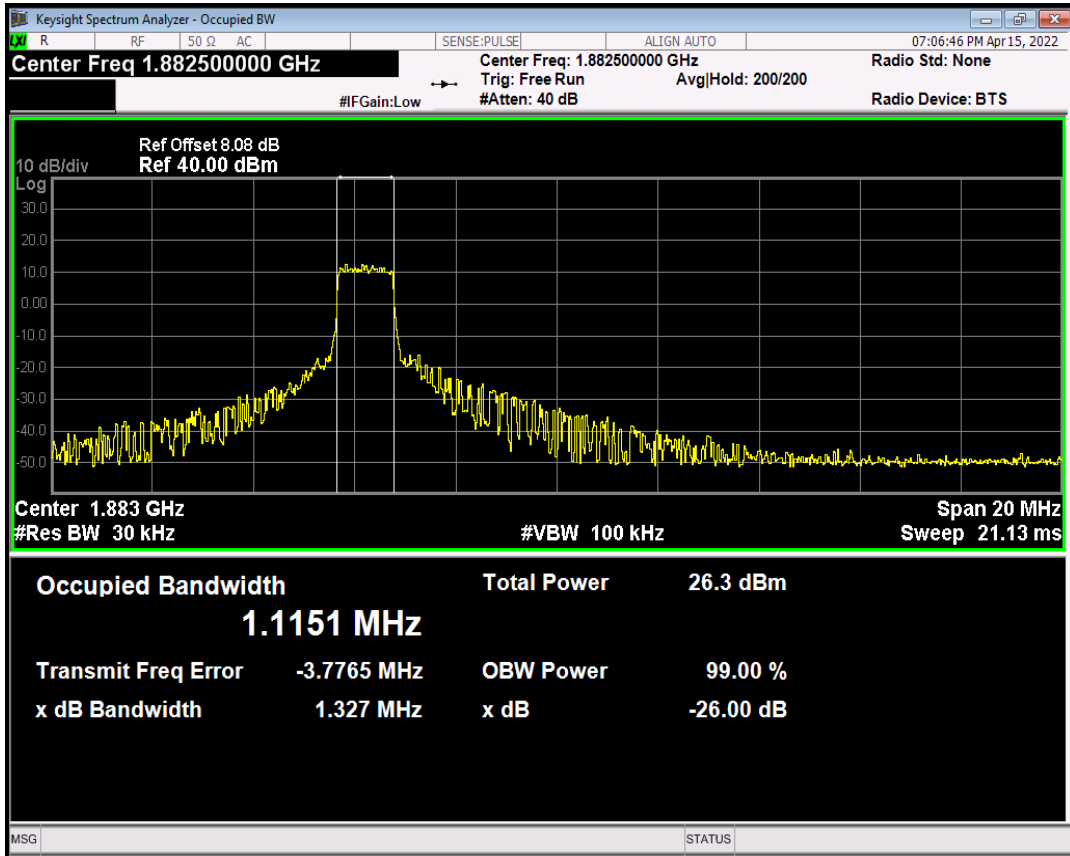 Keysight Spectrum Analyzer - Occupied BW
LXI R RF 50 Ω AC SENSE:PULSE ALIGN AUTO 07:06:46 PM Apr 15, 2022
Center Freq 1.882500000 GHz
Center Freq: 1.882500000 GHz
Radio Std: None
Trig: Free Run Avg|Hold: 200/200
#IFGain:Low #Atten: 40 dB Radio Device: BTS
Ref Offset 8.08 dB
10 dB/div Ref 40.00 dBm
Log
30.0
20.0
10.0
0.00
-10.0
-20.0
-30.0
-40.0
-50.0
Center 1.883 GHz Span 20 MHz
#Res BW 30 kHz #VBW 100 kHz Sweep 21.13 ms
Occupied Bandwidth Total Power 26.3 dBm
1.1151 MHz
Transmit Freq Error -3.7765 MHz OBW Power 99.00 %
x dB Bandwidth 1.327 MHz x dB -26.00 dB
MSG STATUS